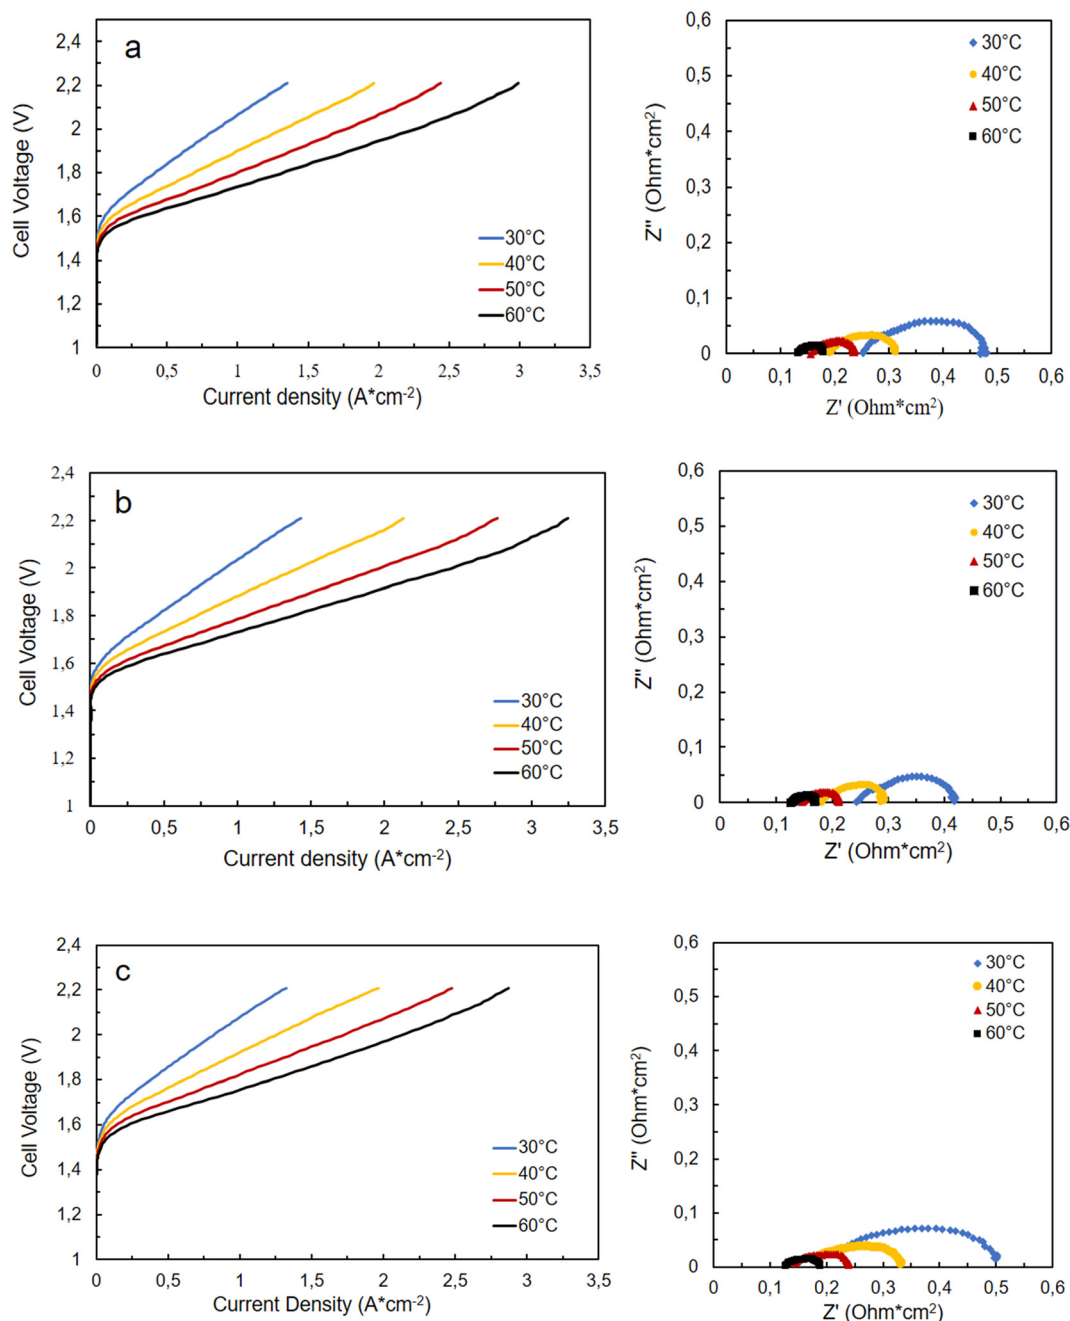 a
2,4
2,2
2
1,8
1,6
1,4
1,2
1
Cell Voltage (V)
30°C
40°C
50°C
60°C
0 0,5 1 1,5 2 2,5 3 3,5
Current density (A*cm-2)
0,6
0,5
0,4
0,3
0,2
0,1
0
Z'' (Ohm*cm2)
30°C
40°C
50°C
60°C
0 0,1 0,2 0,3 0,4 0,5 0,6
Z' (Ohm*cm2)
b
2,4
2,2
2
1,8
1,6
1,4
1,2
1
Cell Voltage (V)
30°C
40°C
50°C
60°C
0 0,5 1 1,5 2 2,5 3 3,5
Current density (A*cm-2)
0,6
0,5
0,4
0,3
0,2
0,1
0
Z'' (Ohm*cm2)
30°C
40°C
50°C
60°C
0 0,1 0,2 0,3 0,4 0,5 0,6
Z' (Ohm*cm2)
c
2,4
2,2
2
1,8
1,6
1,4
1,2
1
Cell Voltage (V)
30°C
40°C
50°C
60°C
0 0,5 1 1,5 2 2,5 3 3,5
Current Density (A*cm-2)
0,6
0,5
0,4
0,3
0,2
0,1
0
Z'' (Ohm*cm2)
30°C
40°C
50°C
60°C
0 0,1 0,2 0,3 0,4 0,5 0,6
Z' (Ohm*cm2)